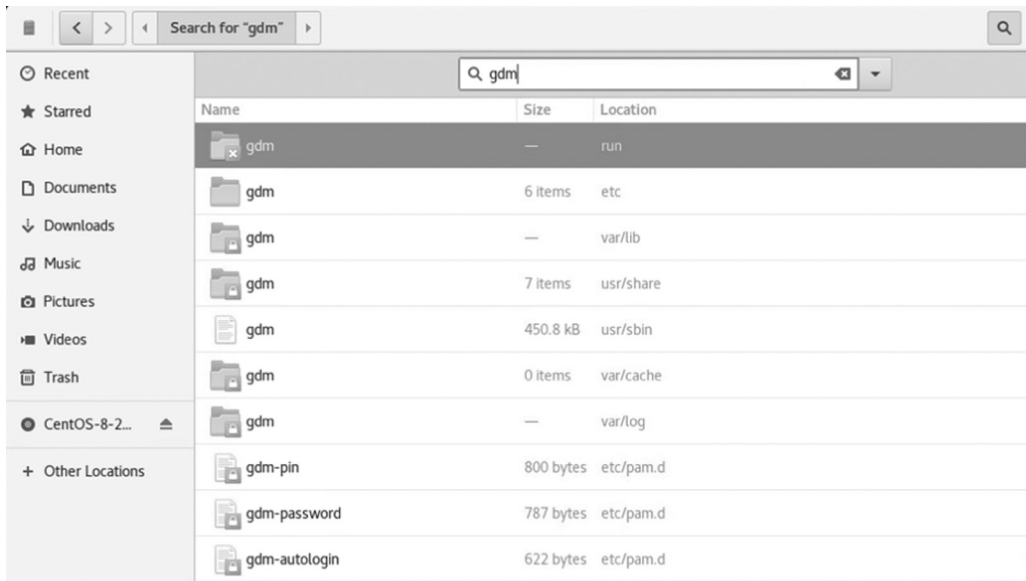 Search for “gdm”
gdm
Recent
Starred
Home
Documents
Downloads
Music
Pictures
Videos
Trash
CentOS-8-2...
+ Other Locations
Name Size Location
gdm — run
gdm 6 items etc
gdm — var/lib
gdm 7 items usr/share
gdm 450.8 kB usr/sbin
gdm 0 items var/cache
gdm — var/log
gdm-pin 800 bytes etc/pam.d
gdm-password 787 bytes etc/pam.d
gdm-autologin 622 bytes etc/pam.d